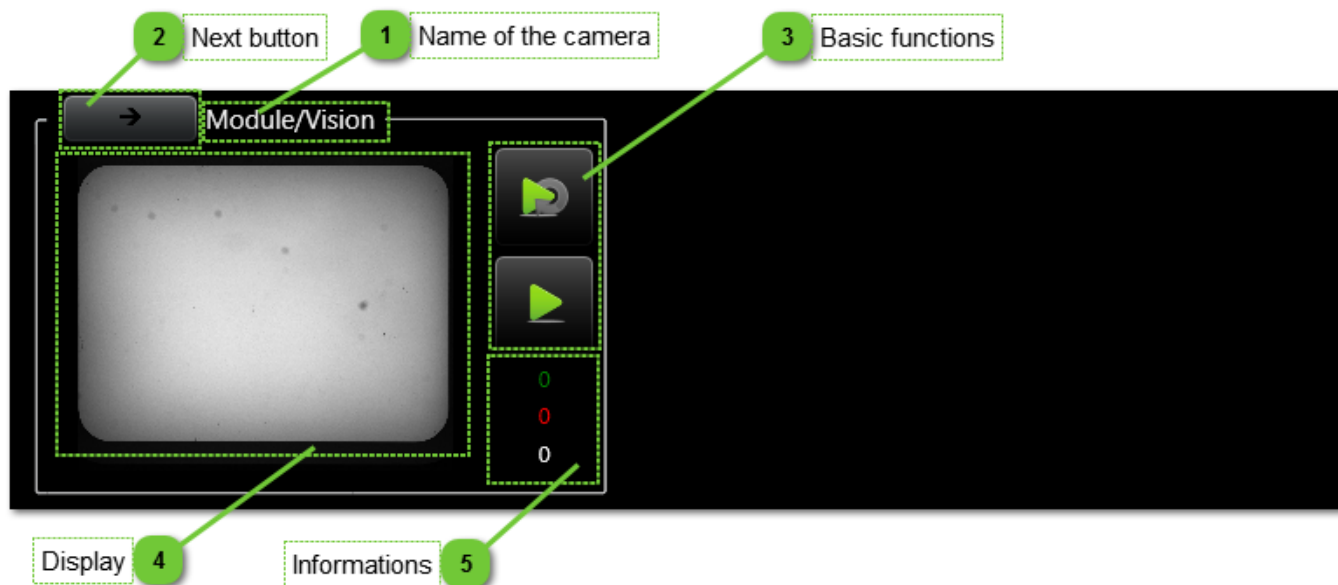 2 Next button
1 Name of the camera
3 Basic functions
→ Module/Vision
0
0
0
Display 4
Informations 5